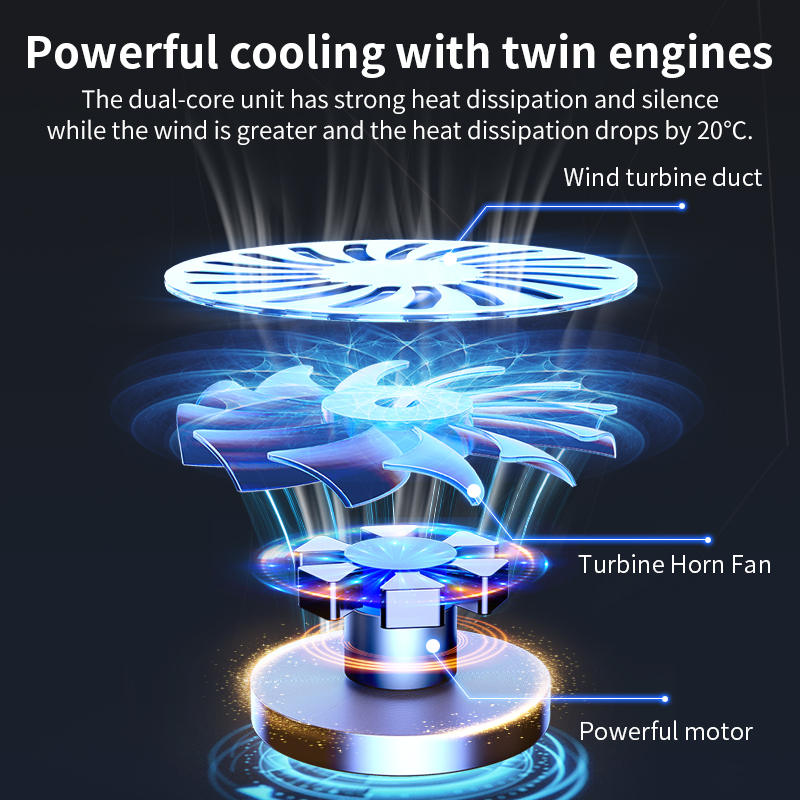 Powerful cooling with twin engines
The dual-core unit has strong heat dissipation and silence
while the wind is greater and the heat dissipation drops by 20°C.
Wind turbine duct
Turbine Horn Fan
Powerful motor